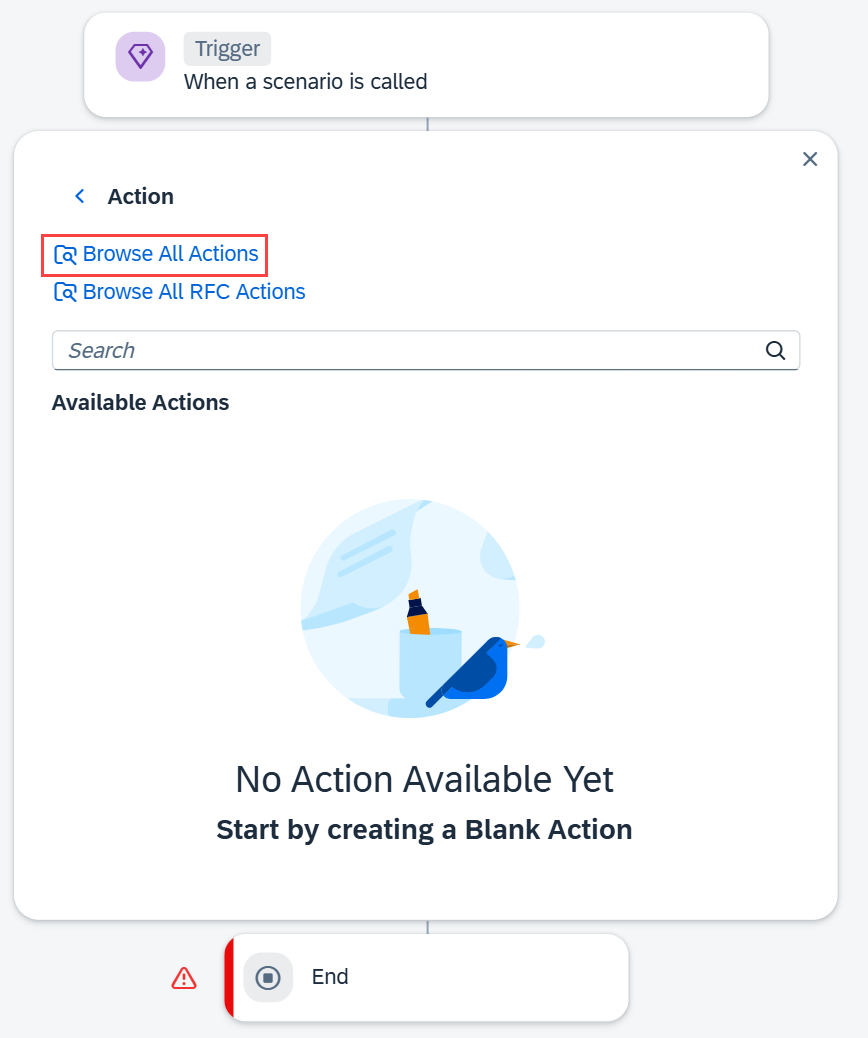 Trigger
When a scenario is called
Action
Browse All Actions
Browse All RFC Actions
Search
Available Actions
No Action Available Yet
Start by creating a Blank Action
End